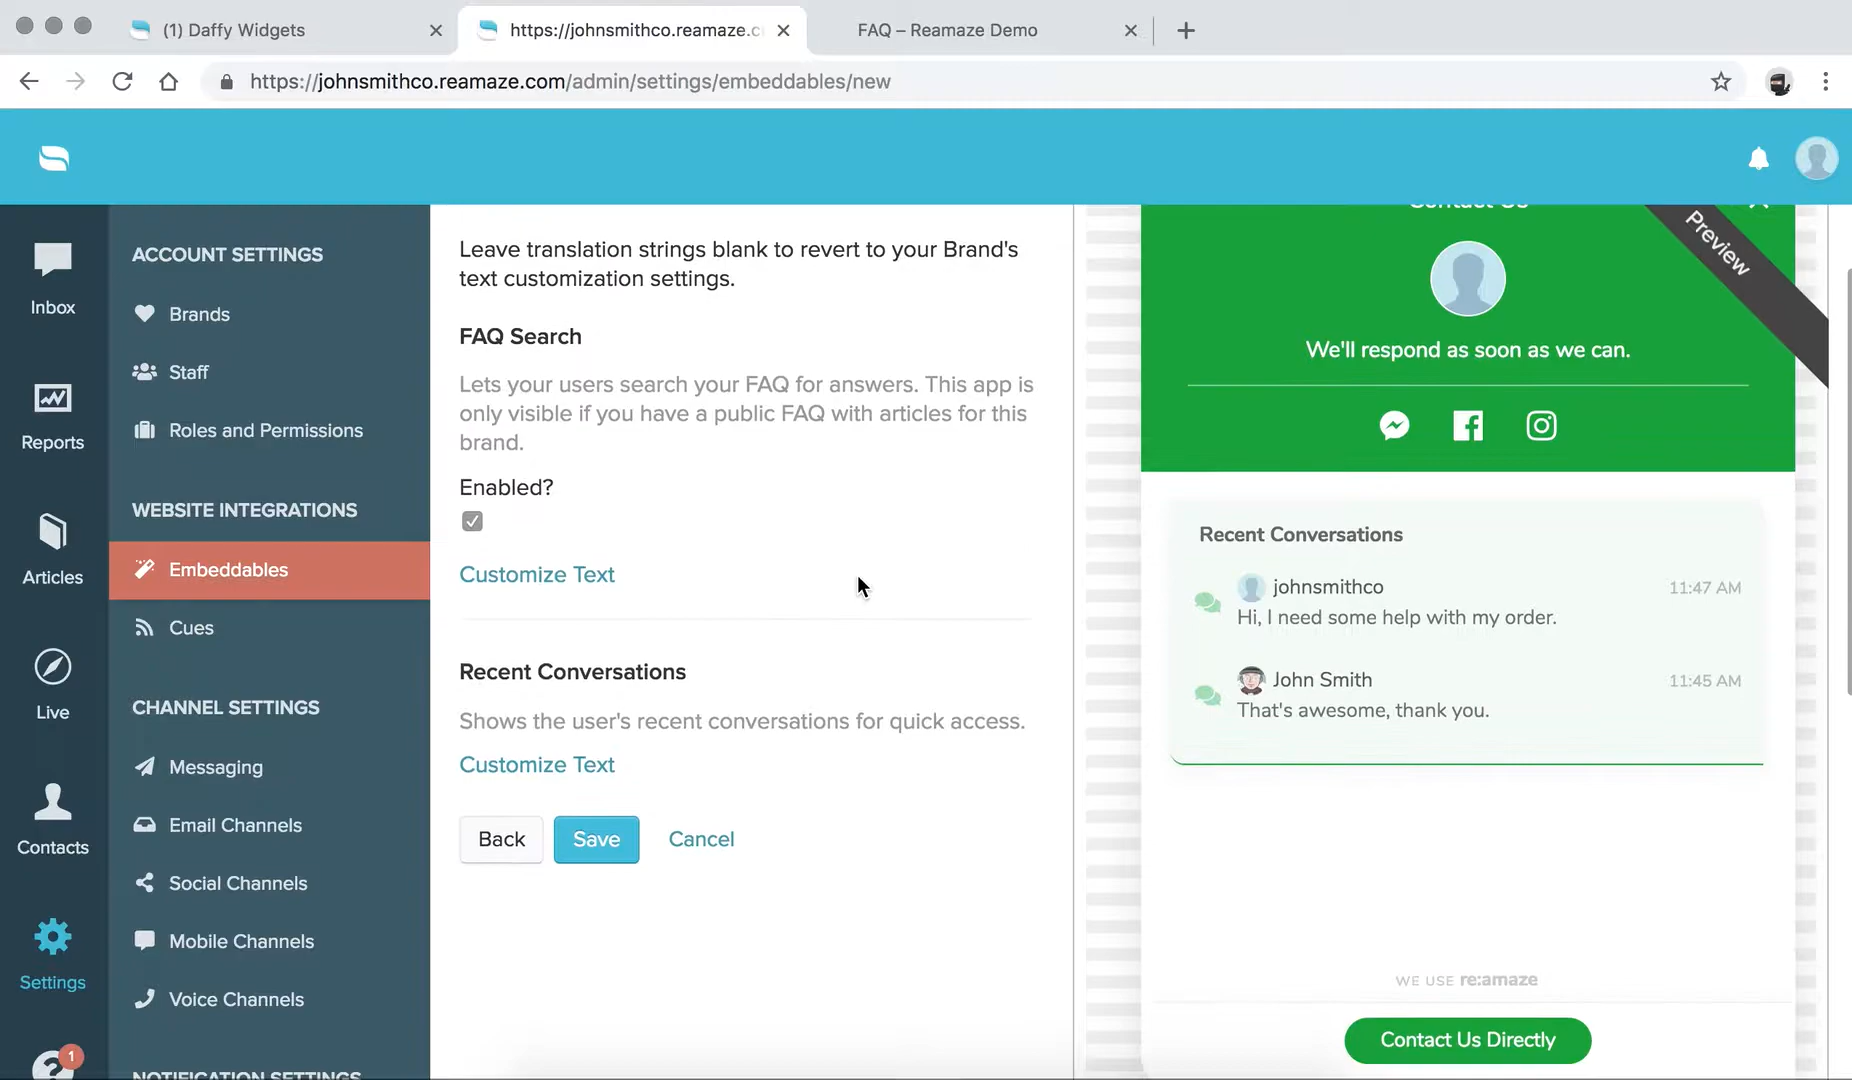 (1) Daffy Widgets
https://johnsmithco.reamaze.c
FAQ – Reamaze Demo
https://johnsmithco.reamaze.com/admin/settings/embeddables/new
Inbox
Reports
Articles
Live
Contacts
Settings
1
ACCOUNT SETTINGS
Brands
Staff
Roles and Permissions
WEBSITE INTEGRATIONS
Embeddables
Cues
CHANNEL SETTINGS
Messaging
Email Channels
Social Channels
Mobile Channels
Voice Channels
NOTIFICATION SETTINGS
Leave translation strings blank to revert to your Brand's
text customization settings.
FAQ Search
Lets your users search your FAQ for answers. This app is
only visible if you have a public FAQ with articles for this
brand.
Enabled?
Customize Text
Recent Conversations
Shows the user's recent conversations for quick access.
Customize Text
Back
Save
Cancel
Contact Us
Preview
We'll respond as soon as we can.
Recent Conversations
johnsmithco 11:47 AM
Hi, I need some help with my order.
John Smith 11:45 AM
That's awesome, thank you.
WE USE re:amaze
Contact Us Directly